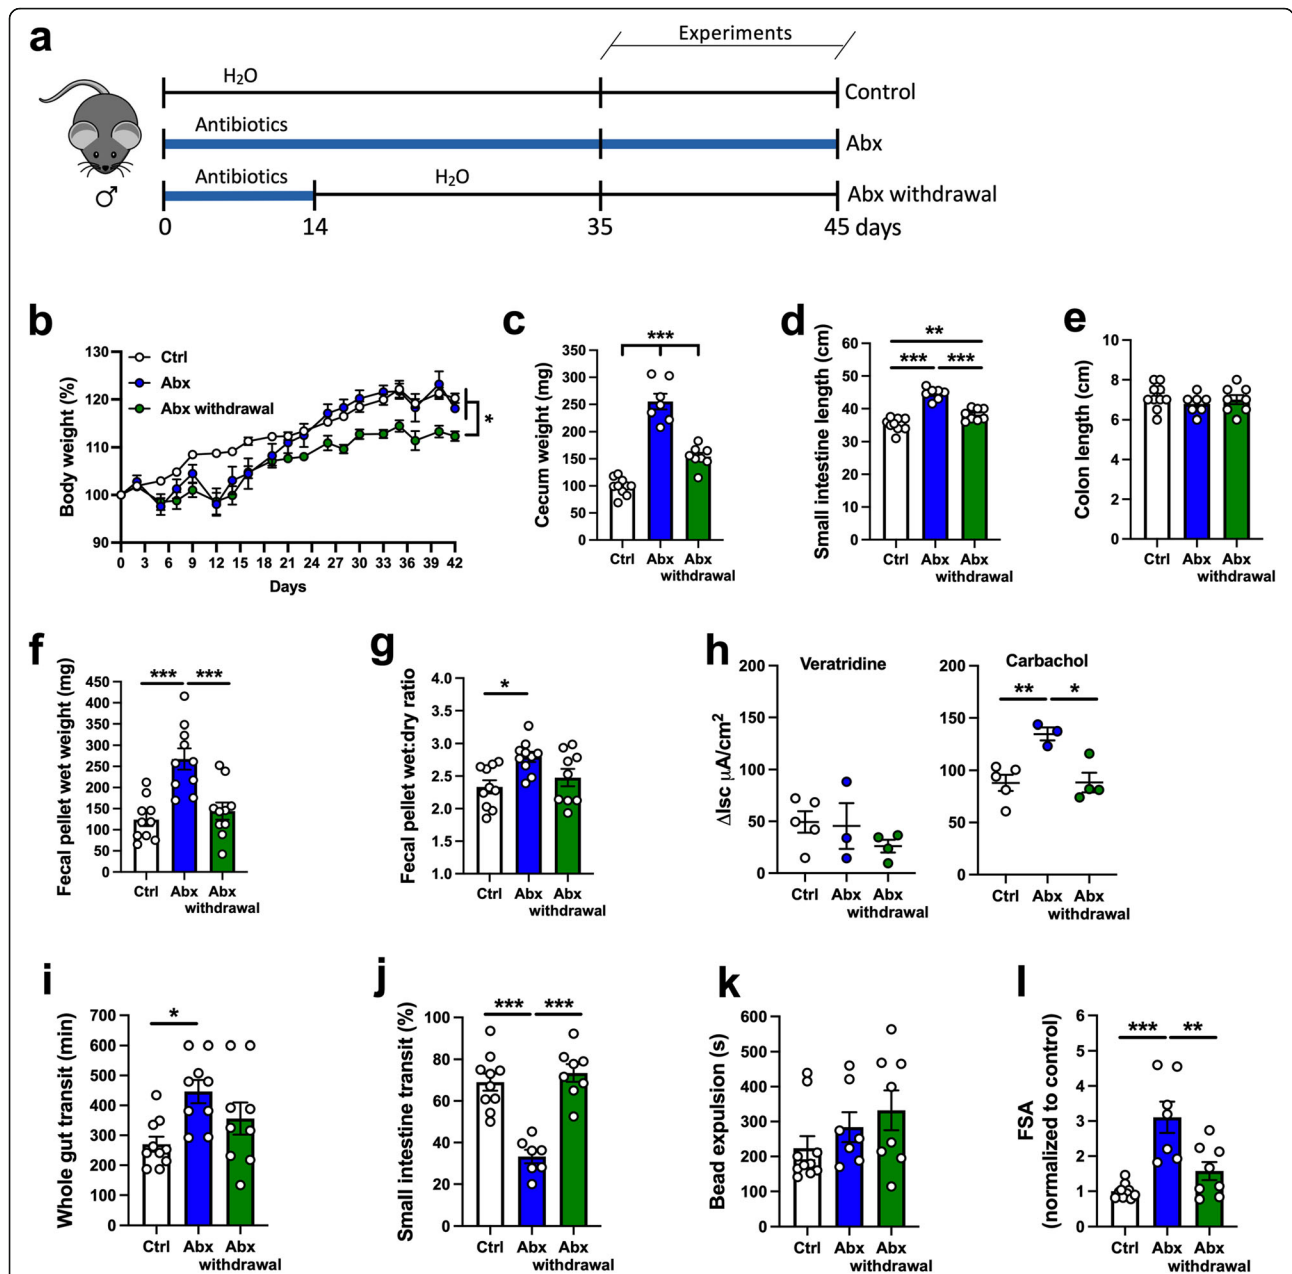 a
Experiments
H2O
Control
Antibiotics
Abx
Antibiotics
H2O
Abx withdrawal
♂
0 14 35 45 days
b
Body weight (%)
130
120
110
100
90
Ctrl
Abx
Abx withdrawal
*
0 3 6 9 12 15 18 21 24 27 30 33 36 39 42
Days
c
Cecum weight (mg)
***
350
300
250
200
150
100
50
0
Ctrl Abx Abx
withdrawal
d
Small intestine length (cm)
**
*** ***
60
50
40
30
20
10
0
Ctrl Abx Abx
withdrawal
e
Colon length (cm)
10
8
6
4
2
0
Ctrl Abx Abx
withdrawal
f
Fecal pellet wet weight (mg)
*** ***
450
400
350
300
250
200
150
100
50
0
Ctrl Abx Abx
withdrawal
g
Fecal pellet wet:dry ratio
*
4.0
3.5
3.0
2.5
2.0
1.5
1.0
Ctrl Abx Abx
withdrawal
h
ΔIsc µA/cm2
Veratridine
200
150
100
50
0
Ctrl Abx Abx
withdrawal
Carbachol
** *
200
150
100
50
0
Ctrl Abx Abx
withdrawal
i
Whole gut transit (min)
*
700
600
500
400
300
200
100
0
Ctrl Abx Abx
withdrawal
j
Small intestine transit (%)
*** ***
100
80
60
40
20
0
Ctrl Abx Abx
withdrawal
k
Bead expulsion (s)
600
500
400
300
200
100
0
Ctrl Abx Abx
withdrawal
l
FSA
(normalized to control)
*** **
6
5
4
3
2
1
0
Ctrl Abx Abx
withdrawal